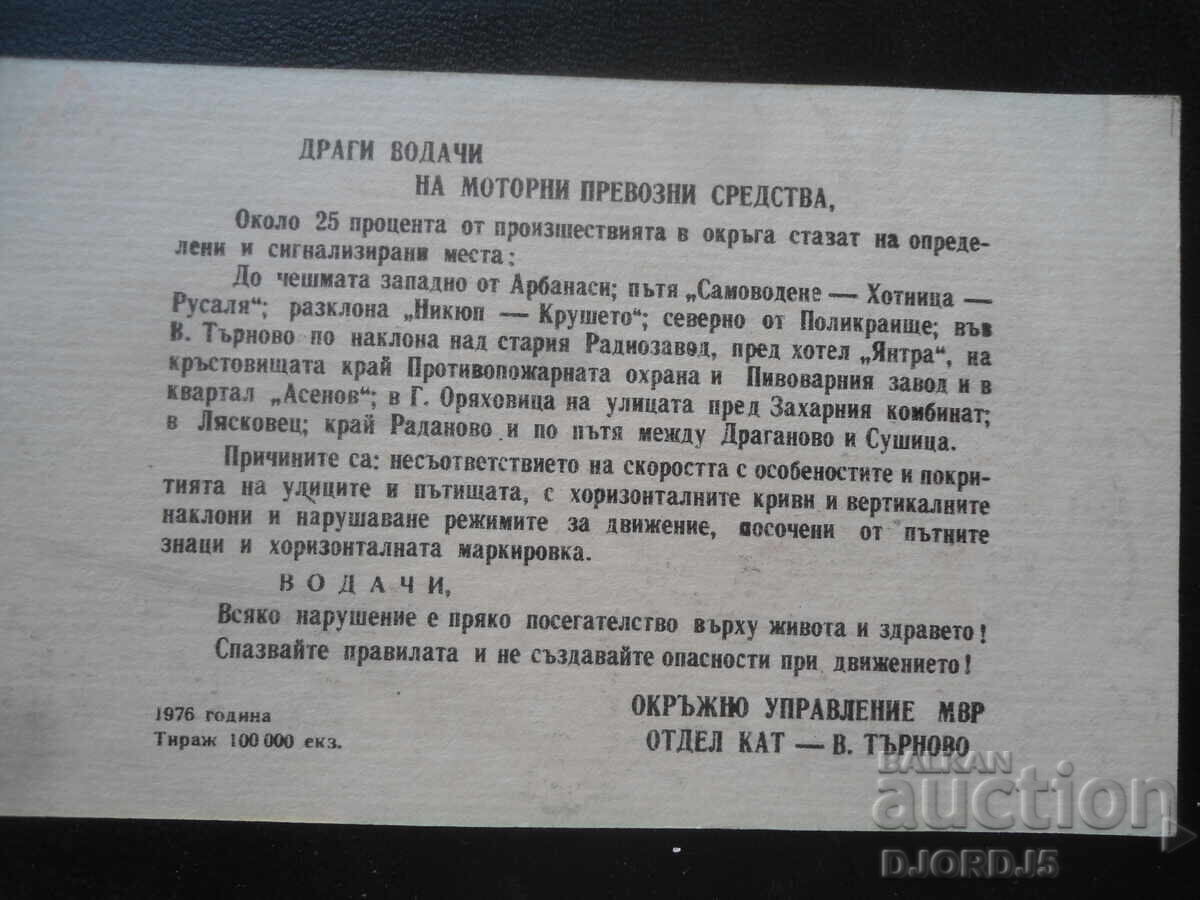 ДРАГИ ВОДАЧИ
НА МОТОРНИ ПРЕВОЗНИ СРЕДСТВА,
Около 25 процента от произшествията в окръга стазат на опреде-
лени и сигнализирани места:
До чешмата западно от Арбанаси; пътя „Самоводене — Хотница —
Русаля“; разклона „Никюп — Крушето“; северно от Поликраище; във
В. Търново по наклона над стария Радиозавод, пред хотел „Янтра“, на
кръстовищата край Противопожарната охрана и Пивоварния завод и в
квартал „Асенов“; в Г. Оряховица на улицата пред Захарния комбинат;
в Лясковец; край Раданово и по пътя между Драганово и Сушица.
Причините са: несъответствието на скоростта с особеностите и покри-
тията на улиците и пътищата, с хоризонталните криви и вертикалните
наклони и нарушаване режимите за движение, посочени от пътните
знаци и хоризонталната маркировка.
ВОДАЧИ,
Всяко нарушение е пряко посегателство върху живота и здравето!
Спазвайте правилата и не създавайте опасности при движението!
1976 година
Тираж 100 000 екз.
ОКРЪЖНО УПРАВЛЕНИЕ МВР
ОТДЕЛ КАТ — В. ТЪРНОВО
BALKAN
auction
DJORDJ5